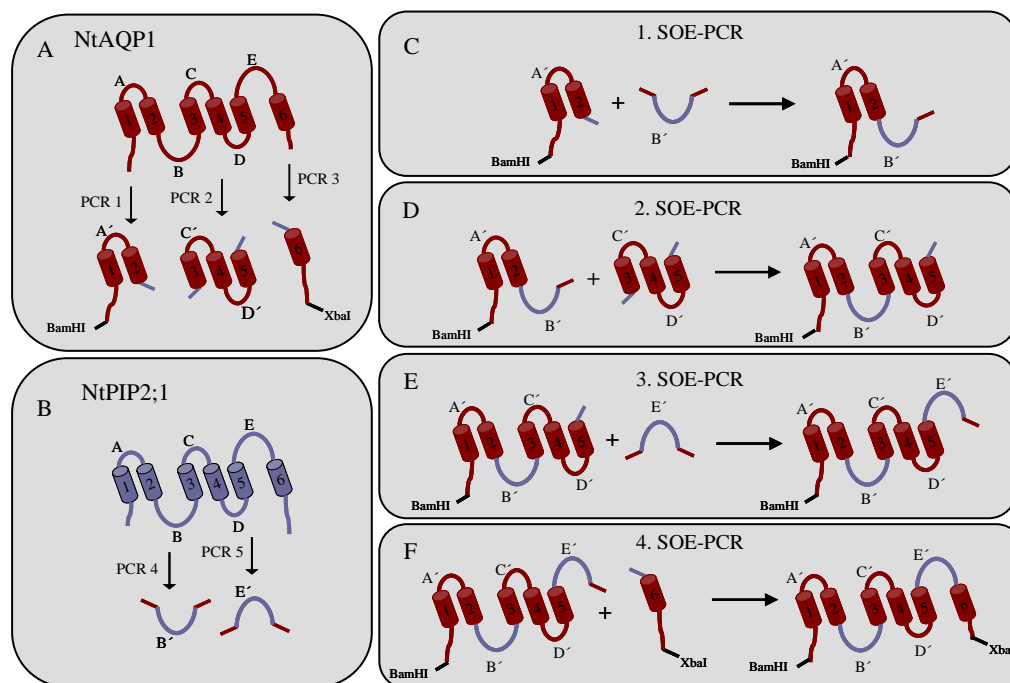 A
NtAQP1
A
C
E
1 2 3 4 5 6
B
D
PCR 1
PCR 2
PCR 3
A´
C´
1 2
3 4 5
6
D´
BamHI
XbaI
B
NtPIP2;1
A
C
E
1 2 3 4 5 6
B
D
PCR 4
PCR 5
B´
E´
C
1. SOE-PCR
A´
1 2
+
B´
BamHI
A´
1 2
B´
BamHI
D
2. SOE-PCR
A´
1 2
B´
BamHI
+
C´
3 4 5
D´
A´
C´
1 2 3 4 5
B´
D´
BamHI
E
3. SOE-PCR
A´
C´
1 2 3 4 5
B´
D´
BamHI
+
E´
A´
C´
E´
1 2 3 4 5
B´
D´
BamHI
F
4. SOE-PCR
A´
C´
E´
1 2 3 4 5
B´
D´
BamHI
+
6
XbaI
A´
C´
E´
1 2 3 4 5 6
B´
D´
BamHI
Xba